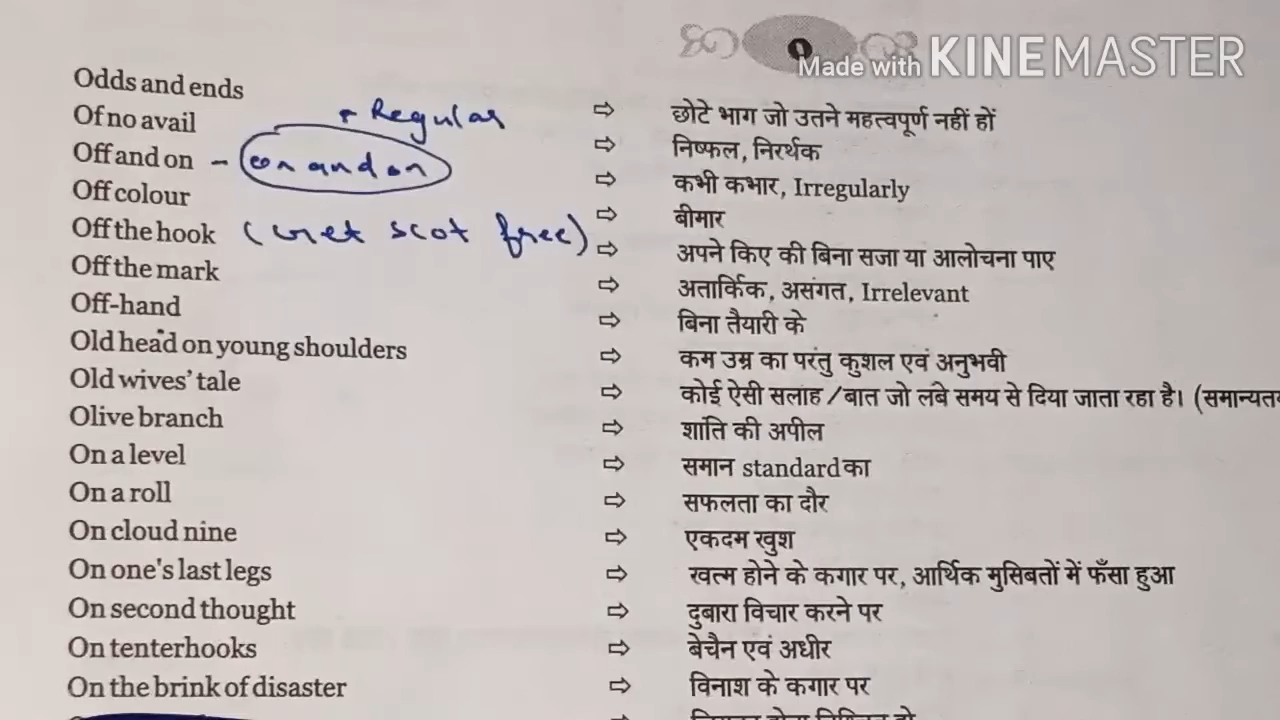 Made with KINEMASTER
Odds and ends ⇨ छोटे भाग जो उतने महत्वपूर्ण नहीं हों
+ Regular
Of no avail ⇨ निष्फल, निरर्थक
Off and on - on and on ⇨ कभी कभार, Irregularly
Off colour ⇨ बीमार
Off the hook (Get scot free) ⇨ अपने किए की बिना सजा या आलोचना पाए
Off the mark ⇨ अतार्किक, असंगत, Irrelevant
Off-hand ⇨ बिना तैयारी के
Old head on young shoulders ⇨ कम उम्र का परंतु कुशल एवं अनुभवी
Old wives' tale ⇨ कोई ऐसी सलाह /बात जो लंबे समय से दिया जाता रहा है।
Olive branch ⇨ शांति की अपील
On a level ⇨ समान standard का
On a roll ⇨ सफलता का दौर
On cloud nine ⇨ एकदम खुश
On one's last legs ⇨ खत्म होने के कगार पर, आर्थिक मुसिबतों में फँसा हुआ
On second thought ⇨ दुबारा विचार करने पर
On tenterhooks ⇨ बेचैन एवं अधीर
On the brink of disaster ⇨ विनाश के कगार पर